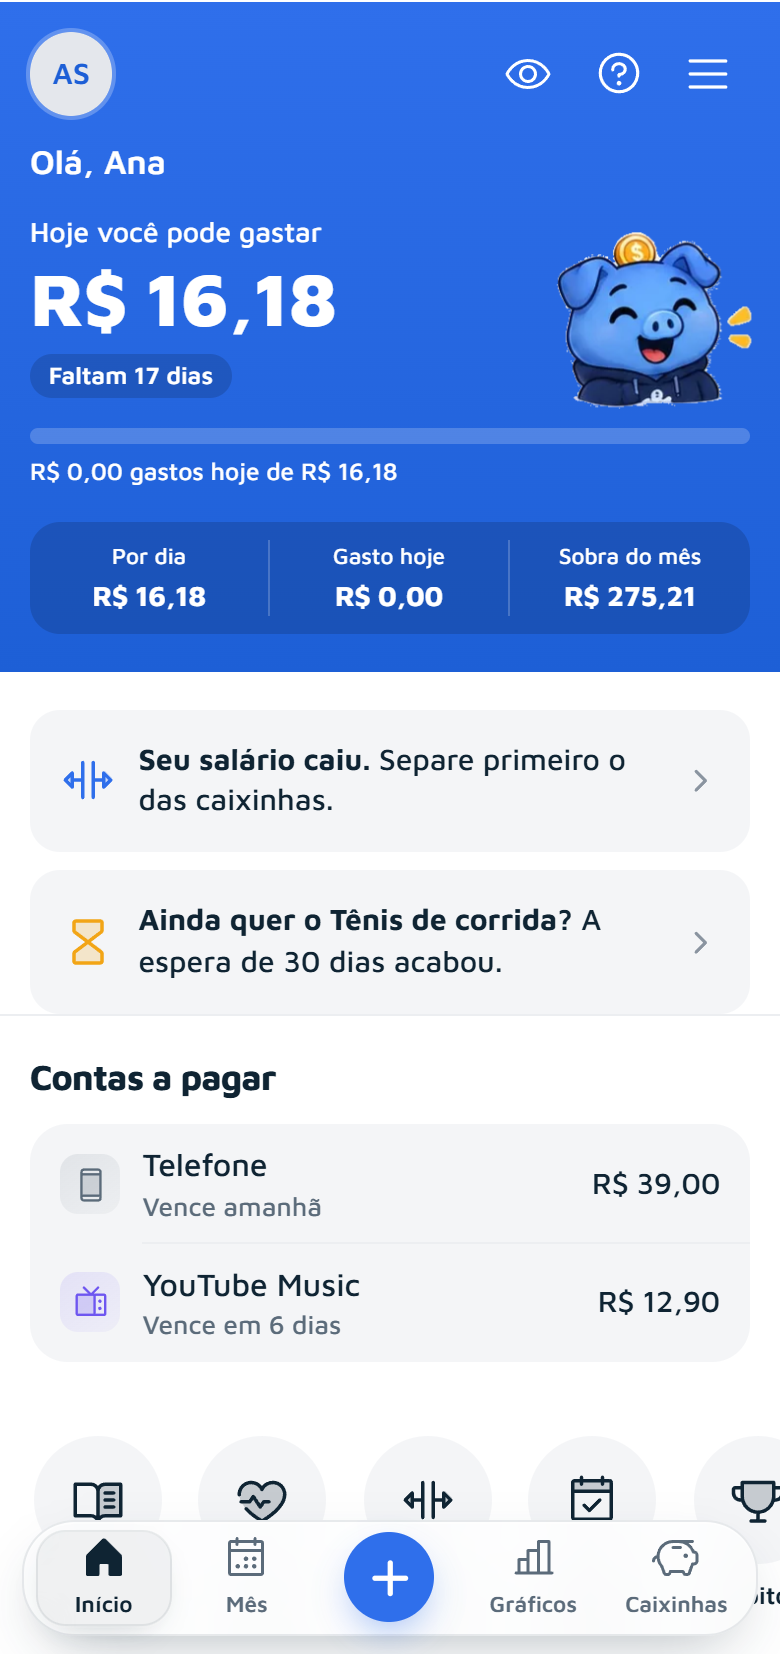 AS
Olá, Ana
Hoje você pode gastar
R$ 16,18
Faltam 17 dias
R$ 0,00 gastos hoje de R$ 16,18
Por dia
R$ 16,18
Gasto hoje
R$ 0,00
Sobra do mês
R$ 275,21
Seu salário caiu. Separe primeiro o
das caixinhas.
Ainda quer o Tênis de corrida? A
espera de 30 dias acabou.
Contas a pagar
Telefone
Vence amanhã
R$ 39,00
YouTube Music
Vence em 6 dias
R$ 12,90
Início
Mês
Gráficos
Caixinhas